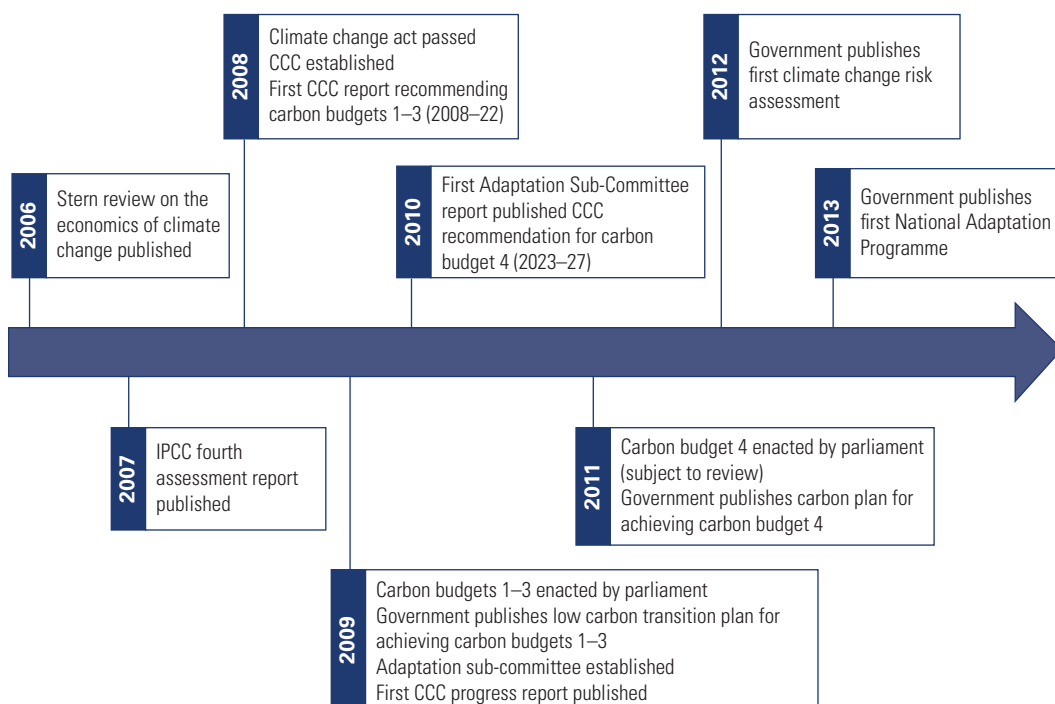 2006
Stern review on the
economics of climate
change published
2007
IPCC fourth
assessment report
published
2008
Climate change act passed
CCC established
First CCC report recommending
carbon budgets 1–3 (2008–22)
2009
Carbon budgets 1–3 enacted by parliament
Government publishes low carbon transition plan for
achieving carbon budgets 1–3
Adaptation sub-committee established
First CCC progress report published
2010
First Adaptation Sub-Committee
report published CCC
recommendation for carbon
budget 4 (2023–27)
2011
Carbon budget 4 enacted by parliament
(subject to review)
Government publishes carbon plan for
achieving carbon budget 4
2012
Government publishes
first climate change risk
assessment
2013
Government publishes
first National Adaptation
Programme